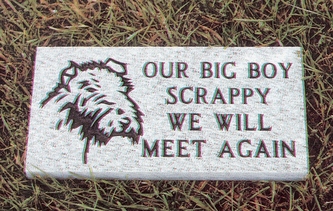 OUR BIG BOY
SCRAPPY
WE WILL
MEET AGAIN